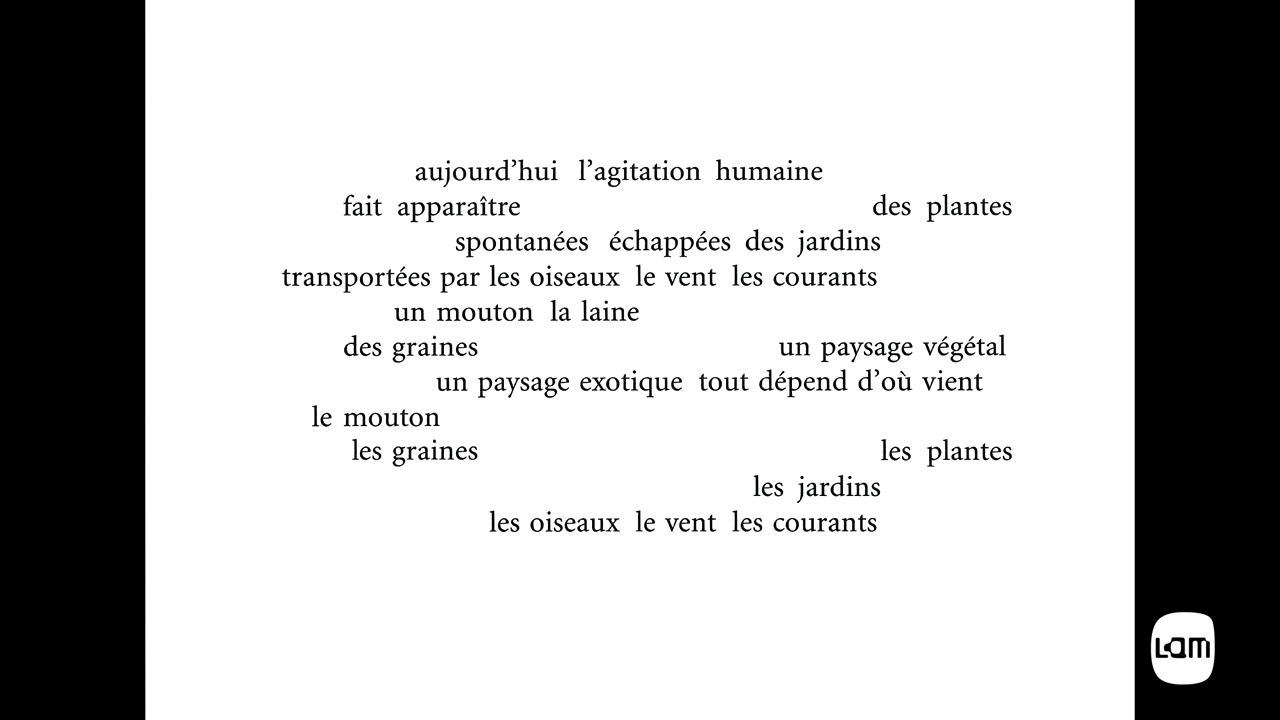 aujourd’hui l’agitation humaine
fait apparaître des plantes
spontanées échappées des jardins
transportées par les oiseaux le vent les courants
un mouton la laine
des graines un paysage végétal
un paysage exotique tout dépend d’où vient
le mouton
les graines les plantes
les jardins
les oiseaux le vent les courants
LaM